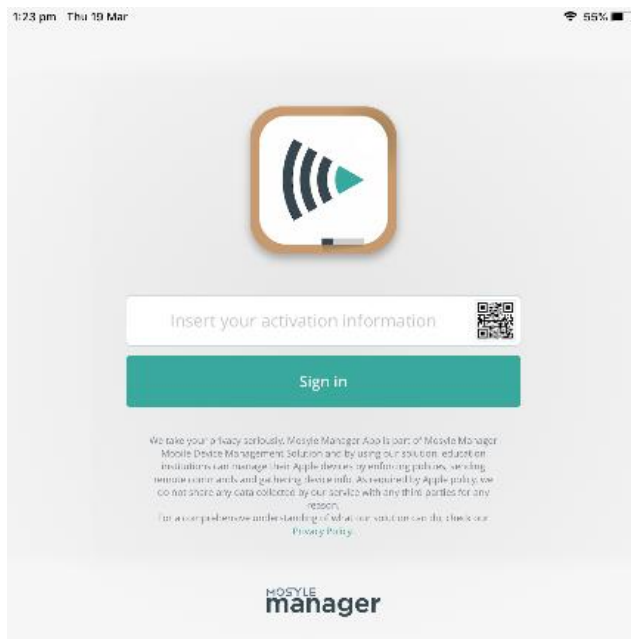 1:23 pm Thu 19 Mar
55%
Insert your activation information
Sign in
We take your privacy seriously. Mosyle Manager App is part of Mosyle Manager
Mobile Device Management Solution and by using our solution, education
institutions can manage their Apple devices by enforcing policies, sending
remote commands and gathering device info. As required by Apple policy, we
do not share any data collected by our service with any third parties for any
reason.
For a comprehensive understanding of what our solution can do, check our
Privacy Policy.
MOSYLE
manager